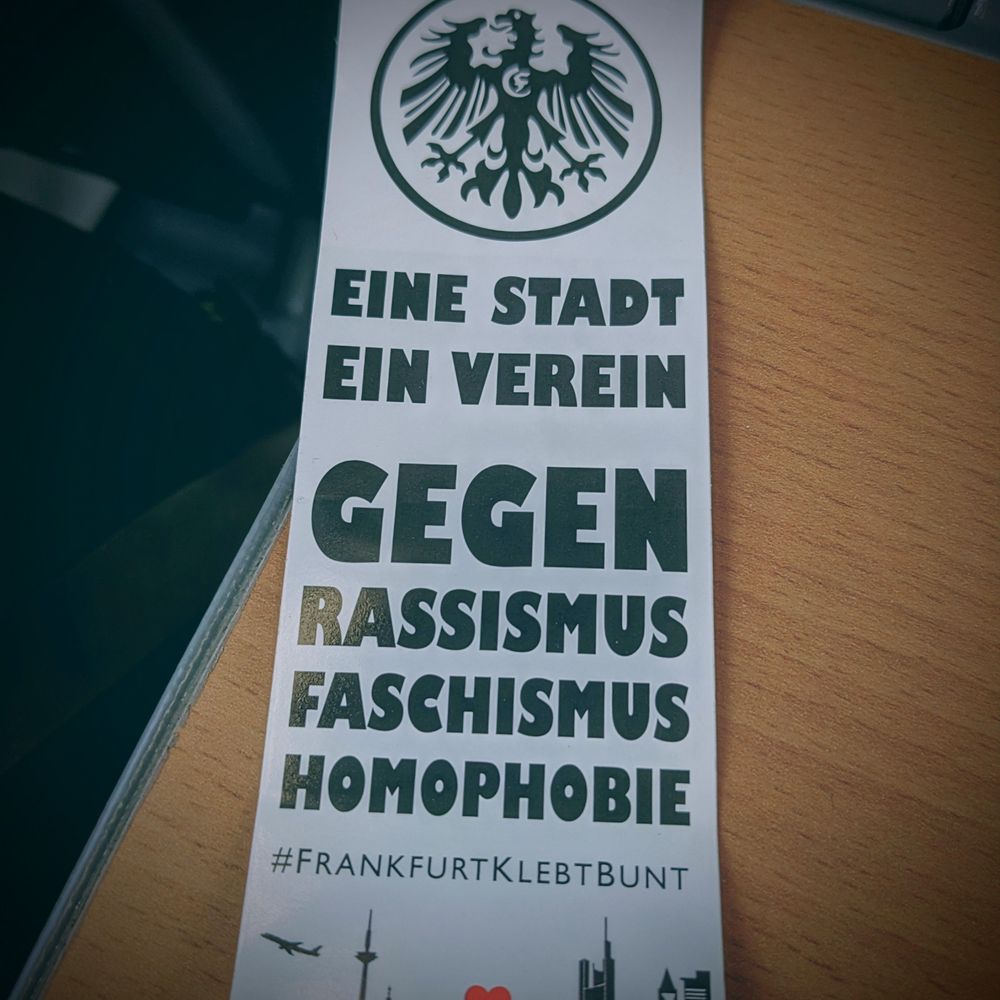 EINE STADT
EIN VEREIN
GEGEN
RASSISMUS
FASCHISMUS
HOMOPHOBIE
#FRANKFURTKLEBTBUNT